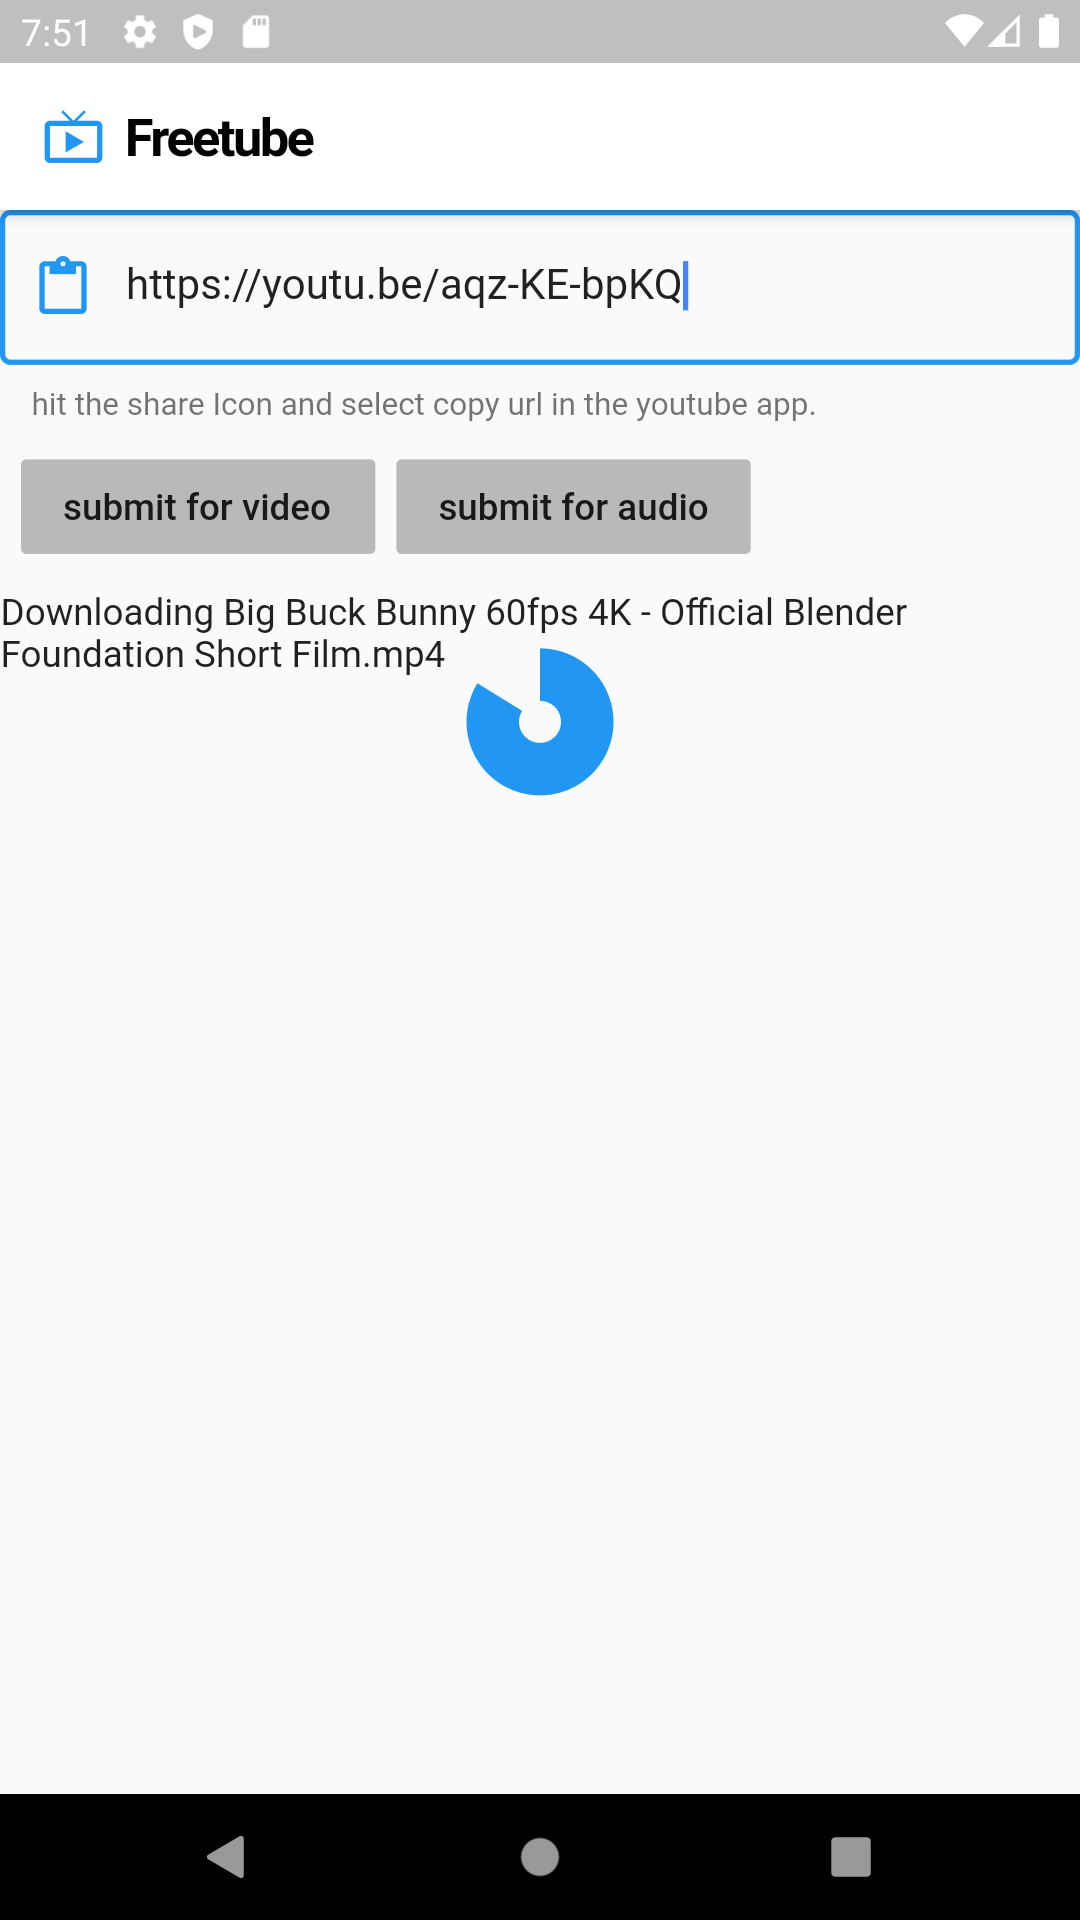 7:51
Freetube
https://youtu.be/aqz-KE-bpKQ
hit the share Icon and select copy url in the youtube app.
submit for video submit for audio
Downloading Big Buck Bunny 60fps 4K - Official Blender
Foundation Short Film.mp4